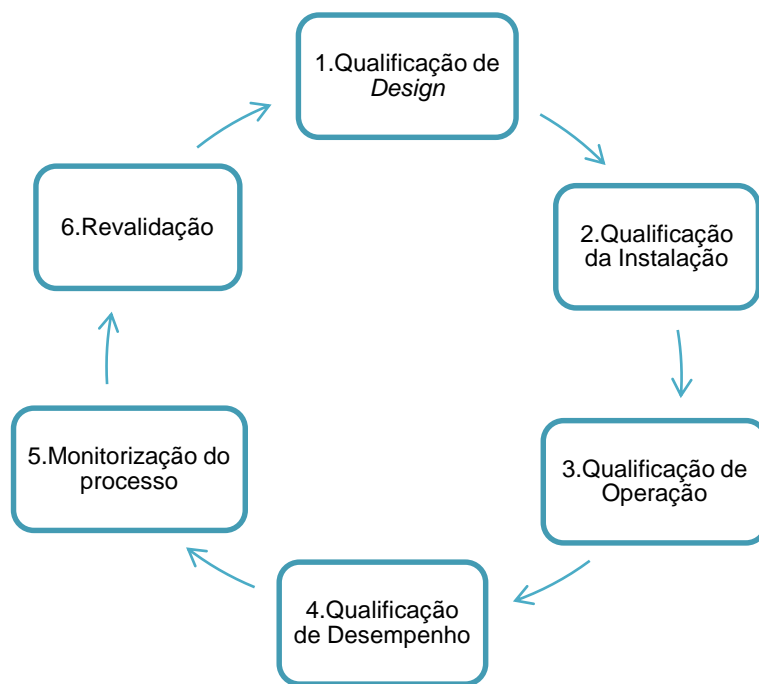 1.Qualificação de
Design
2.Qualificação
da Instalação
3.Qualificação de
Operação
4.Qualificação
de Desempenho
5.Monitorização do
processo
6.Revalidação